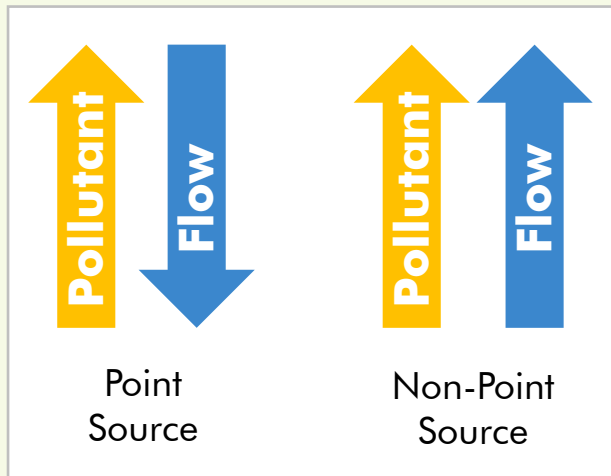 Pollutant
Flow
Point
Source
Pollutant
Flow
Non-Point
Source